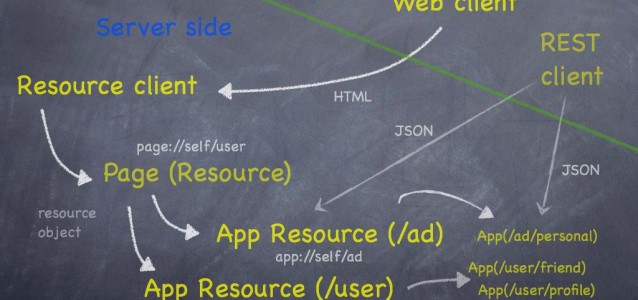 Web client
Server side
REST
client
Resource client
HTML
JSON
page://self/user
Page (Resource)
JSON
resource
object
App Resource (/ad)
App(/ad/personal)
app://self/ad
App(/user/friend)
App Resource (/user)
App(/user/profile)